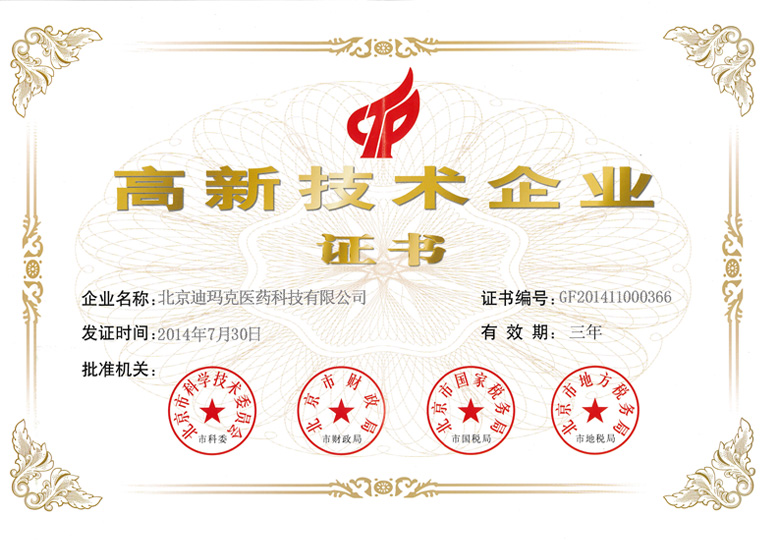 高新技术企业
证书
企业名称：北京迪玛克医药科技有限公司 证书编号：GF201411000366
发证时间：2014年7月30日 有效期：三年
批准机关：
北京市科学技术委员会
市科委
北京市财政局
市财政局
北京市国家税务局
市国税局
北京市地方税务局
市地税局